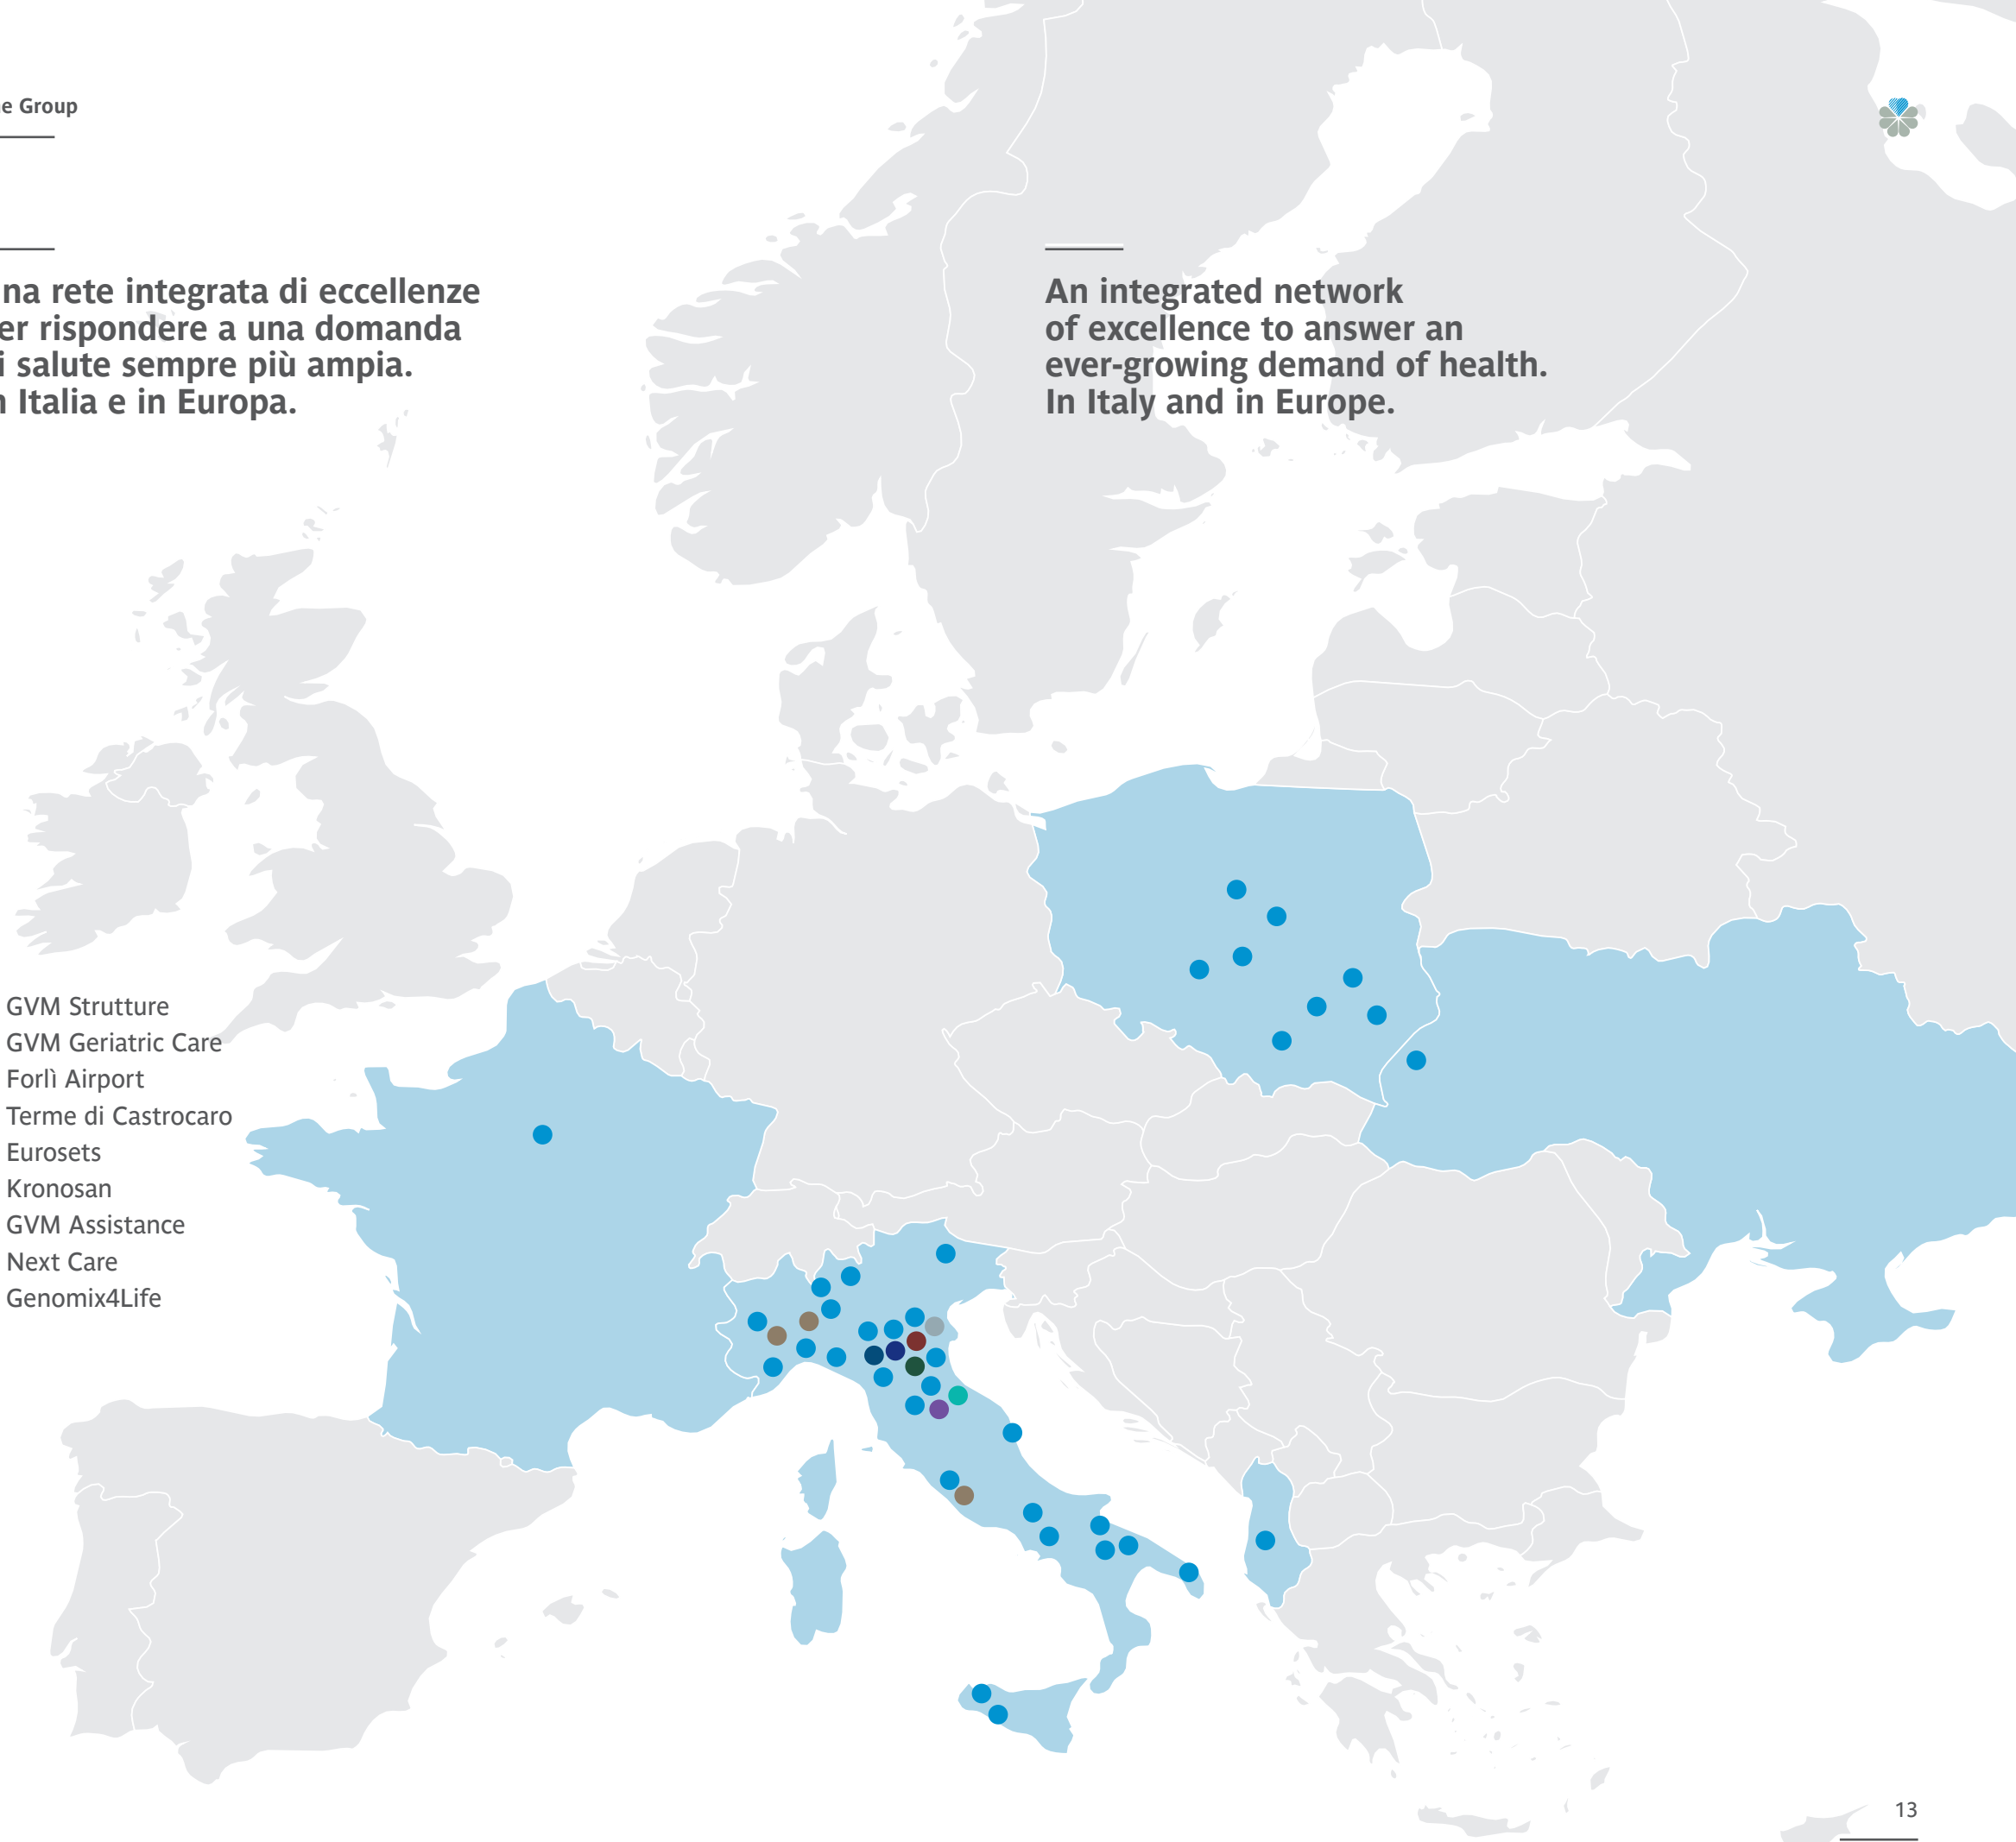 e Group
na rete integrata di eccellenze
er rispondere a una domanda
i salute sempre più ampia.
n Italia e in Europa.
An integrated network
of excellence to answer an
ever-growing demand of health.
In Italy and in Europe.
GVM Strutture
GVM Geriatric Care
Forlì Airport
Terme di Castrocaro
Eurosets
Kronosan
GVM Assistance
Next Care
Genomix4Life
13